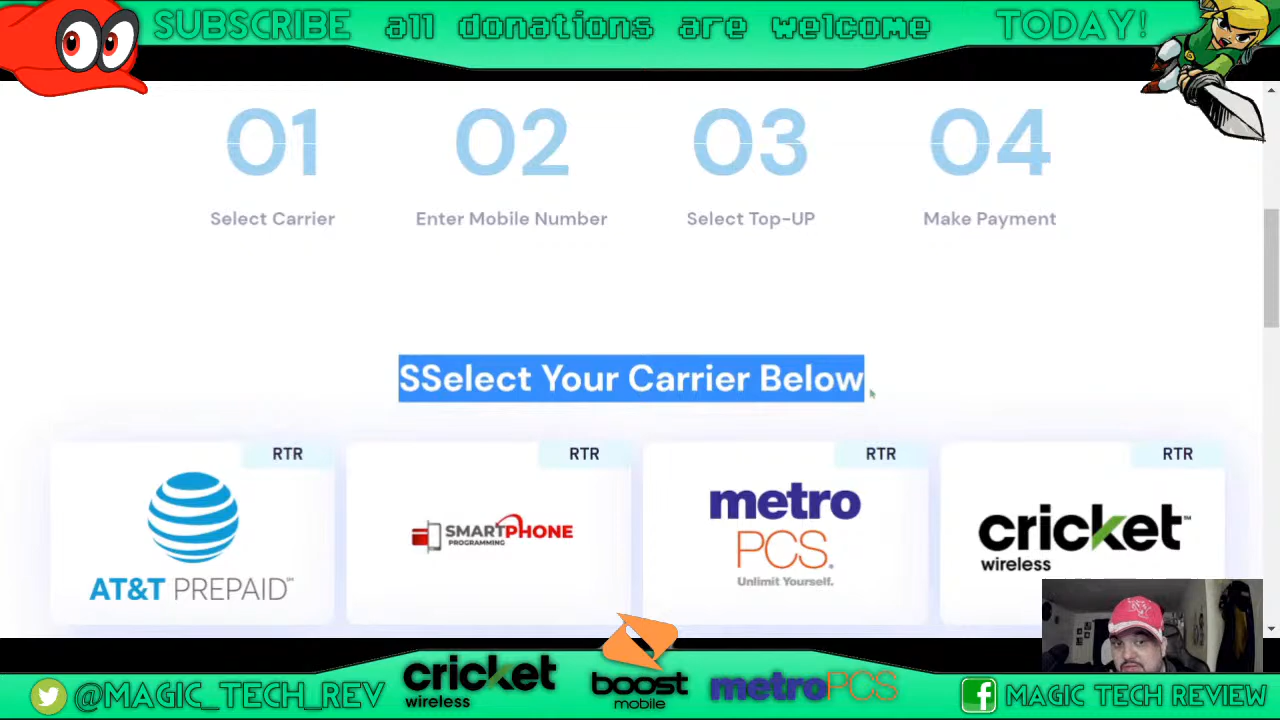 SUBSCRIBE all donations are welcome TODAY!
01 02 03 04
Select Carrier Enter Mobile Number Select Top-UP Make Payment
SSelect Your Carrier Below
RTR RTR RTR RTR
AT&T PREPAID℠
SMARTPHONE
PROGRAMMING
metro
PCS.
Unlimit Yourself.
cricket™
wireless
@MAGIC_TECH_REV
cricket
wireless
boost
mobile
metroPCS
f MAGIC TECH REVIEW